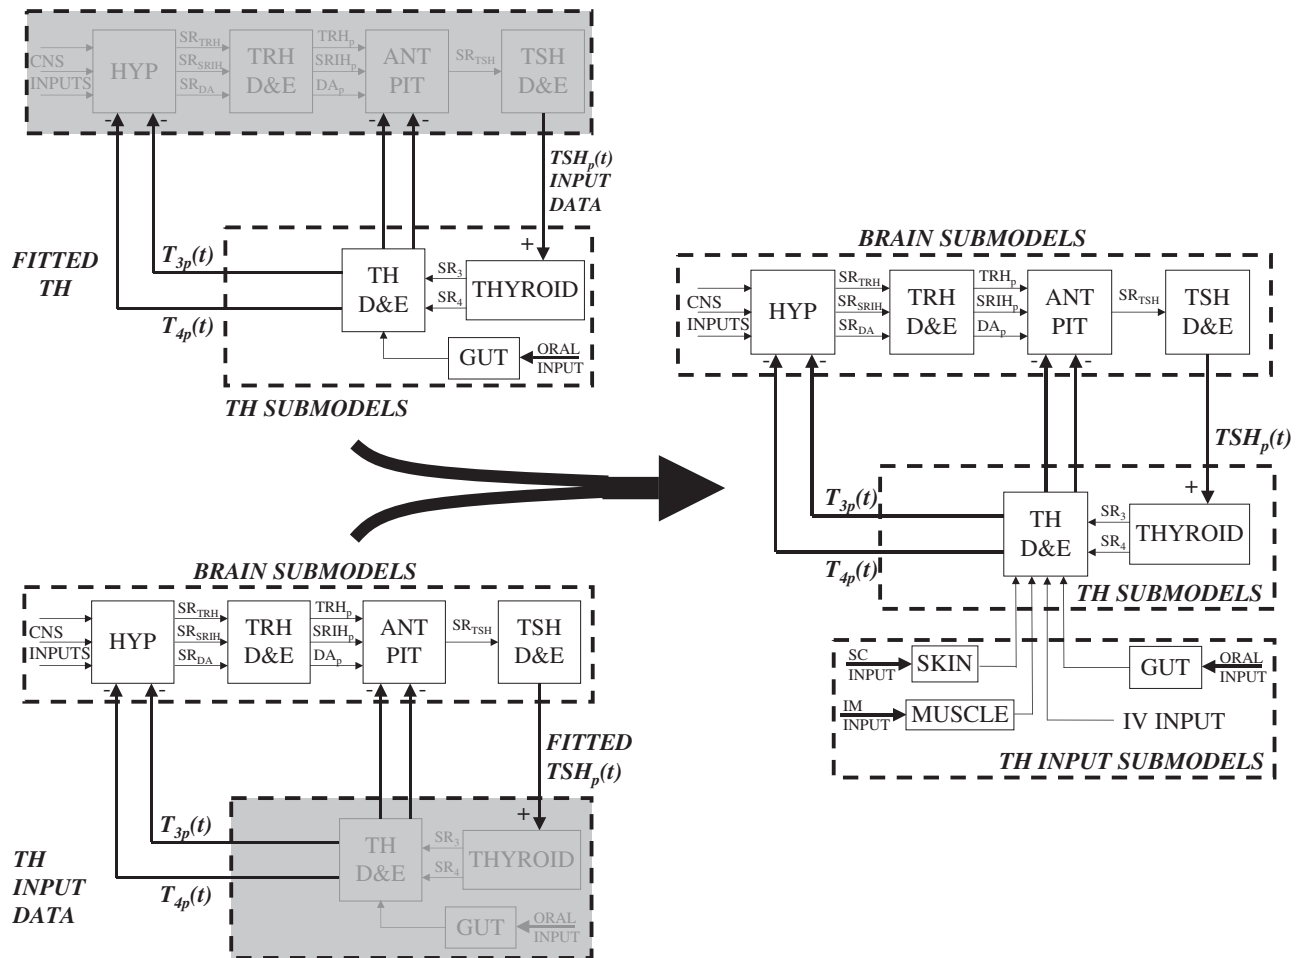 SR_TRH
TRH_p
CNS
INPUTS
HYP
SR_SRIH
SR_DA
TRH
D&E
SRIH_p
DA_p
ANT
PIT
SR_TSH
TSH
D&E
-
-
-
-
TSH_p(t)
INPUT
DATA
FITTED
TH
T_3p(t)
T_4p(t)
+
TH
D&E
SR_3
SR_4
THYROID
GUT
ORAL
INPUT
TH SUBMODELS
BRAIN SUBMODELS
CNS
INPUTS
HYP
SR_TRH
SR_SRIH
SR_DA
TRH
D&E
TRH_p
SRIH_p
DA_p
ANT
PIT
SR_TSH
TSH
D&E
-
-
-
-
FITTED
TSH_p(t)
TH
INPUT
DATA
T_3p(t)
T_4p(t)
+
TH
D&E
SR_3
SR_4
THYROID
GUT
ORAL
INPUT
BRAIN SUBMODELS
CNS
INPUTS
HYP
SR_TRH
SR_SRIH
SR_DA
TRH
D&E
TRH_p
SRIH_p
DA_p
ANT
PIT
SR_TSH
TSH
D&E
-
-
-
-
TSH_p(t)
T_3p(t)
T_4p(t)
+
TH
D&E
SR_3
SR_4
THYROID
TH SUBMODELS
SC
INPUT
SKIN
IM
INPUT
MUSCLE
GUT
ORAL
INPUT
IV INPUT
TH INPUT SUBMODELS